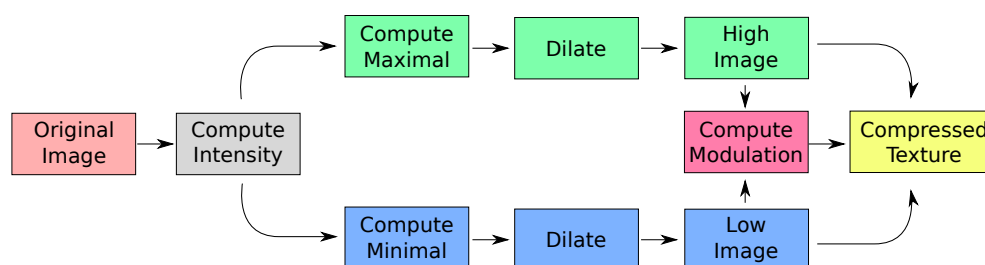 Original
Image
Compute
Intensity
Compute
Maximal
Dilate
High
Image
Compute
Modulation
Compressed
Texture
Compute
Minimal
Dilate
Low
Image